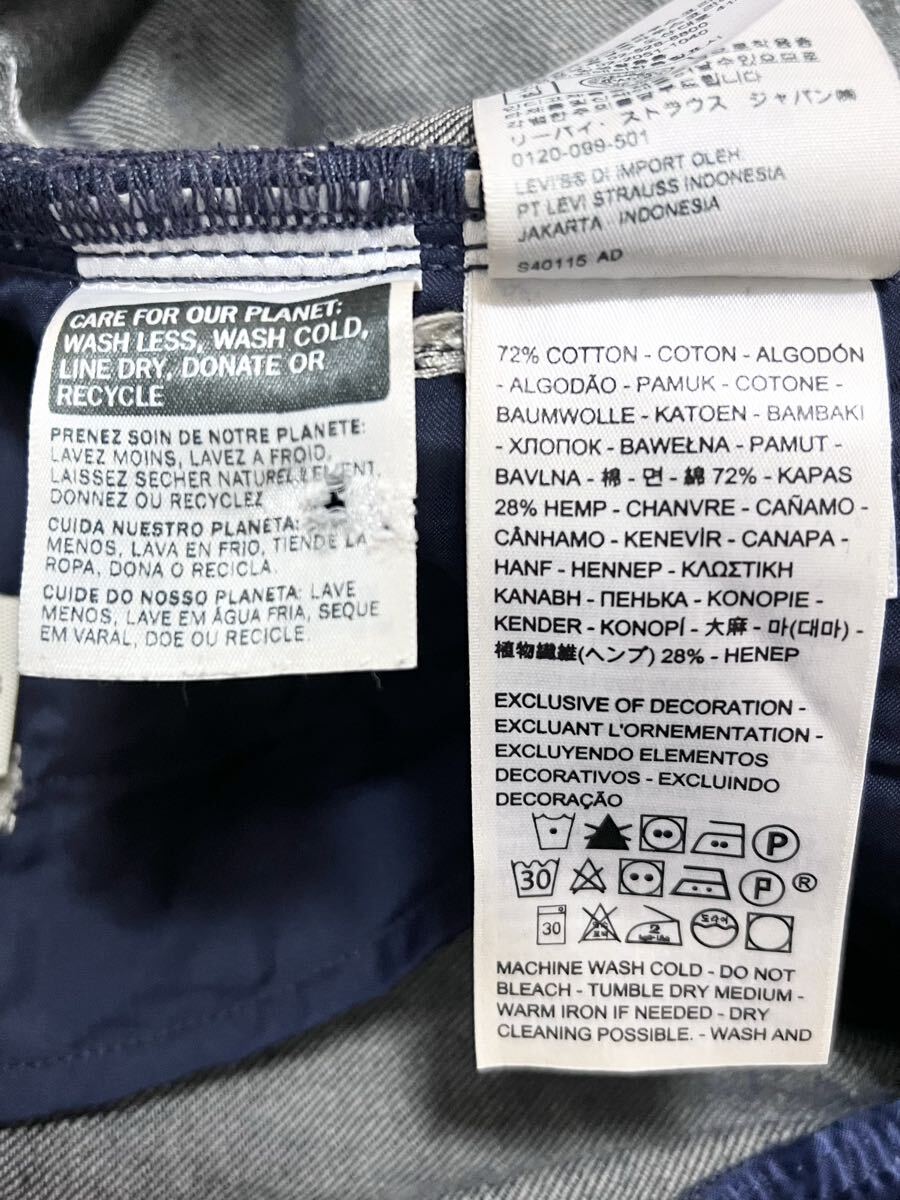 リーバイ・ストラウス ジャパン㈱
0120-099-501
LEVI'S DI IMPORT OLEH:
PT LEVI STRAUSS INDONESIA
JAKARTA - INDONESIA
S40115 AD
CARE FOR OUR PLANET:
WASH LESS, WASH COLD,
LINE DRY, DONATE OR
RECYCLE
PRENEZ SOIN DE NOTRE PLANETE:
LAVEZ MOINS, LAVEZ A FROID,
LAISSEZ SECHER NATURELLEMENT,
DONNEZ OU RECYCLEZ
CUIDA NUESTRO PLANETA:
MENOS, LAVA EN FRIO, TIENDE LA
ROPA, DONA O RECICLA.
CUIDE DO NOSSO PLANETA: LAVE
MENOS, LAVE EM ÁGUA FRIA, SEQUE
EM VARAL, DOE OU RECICLE.
72% COTTON - COTON - ALGODÓN
- ALGODÃO - PAMUK - COTONE -
BAUMWOLLE - KATOEN - BAMBAKI
- ХЛОПОК - BAWEŁNA - PAMUT -
BAVLNA - 棉 - 면 - 綿 72% - KAPAS
28% HEMP - CHANVRE - CAÑAMO -
CÂNHAMO - KENEVİR - CANAPA -
HANF - HENNEP - ΚΛΩΣΤΙΚΗ
ΚΑΝΑΒΗ - ПЕНЬКА - KONOPIE -
KENDER - KONOPÍ - 大麻 - 마(대마) -
植物繊維(ヘンプ) 28% - HENEP
EXCLUSIVE OF DECORATION -
EXCLUANT L'ORNEMENTATION -
EXCLUYENDO ELEMENTOS
DECORATIVOS - EXCLUINDO
DECORAÇÃO
P
30 P ®
30 2 드라이
MACHINE WASH COLD - DO NOT
BLEACH - TUMBLE DRY MEDIUM -
WARM IRON IF NEEDED - DRY
CLEANING POSSIBLE. - WASH AND